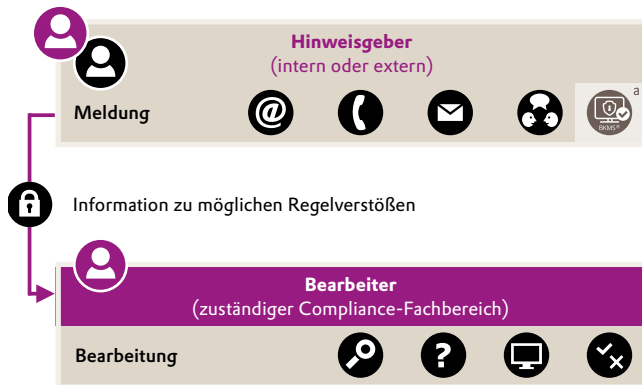 Hinweisgeber
(intern oder extern)
Meldung
@
a
BKMS®
Information zu möglichen Regelverstößen
Bearbeiter
(zuständiger Compliance-Fachbereich)
Bearbeitung
?